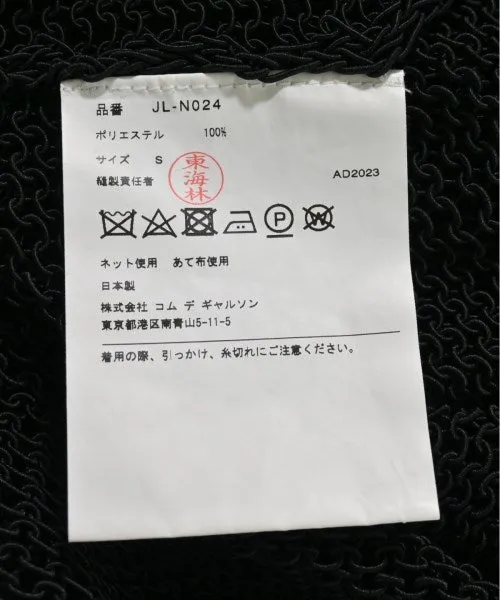 品番 JL-N024
ポリエステル 100%
サイズ S
縫製責任者 東海林 AD2023
P W
ネット使用 あて布使用
日本製
株式会社 コム デ ギャルソン
東京都港区南青山5-11-5
着用の際、引っかけ、糸切れにご注意ください。